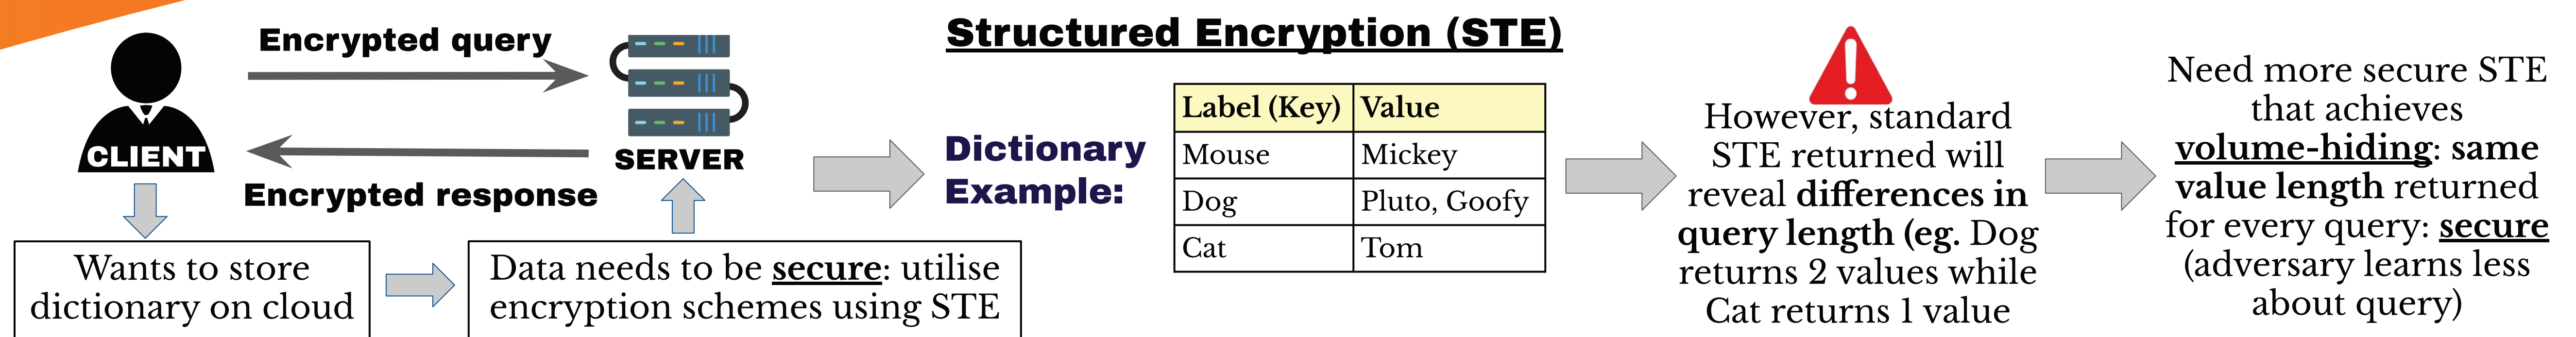 Encrypted query
CLIENT
SERVER
Encrypted response
Wants to store
dictionary on cloud
Data needs to be secure: utilise
encryption schemes using STE
Structured Encryption (STE)
Dictionary
Example:
Label (Key) Value
Mouse Mickey
Dog Pluto, Goofy
Cat Tom
However, standard
STE returned will
reveal differences in
query length (eg. Dog
returns 2 values while
Cat returns 1 value
Need more secure STE
that achieves
volume-hiding: same
value length returned
for every query: secure
(adversary learns less
about query)